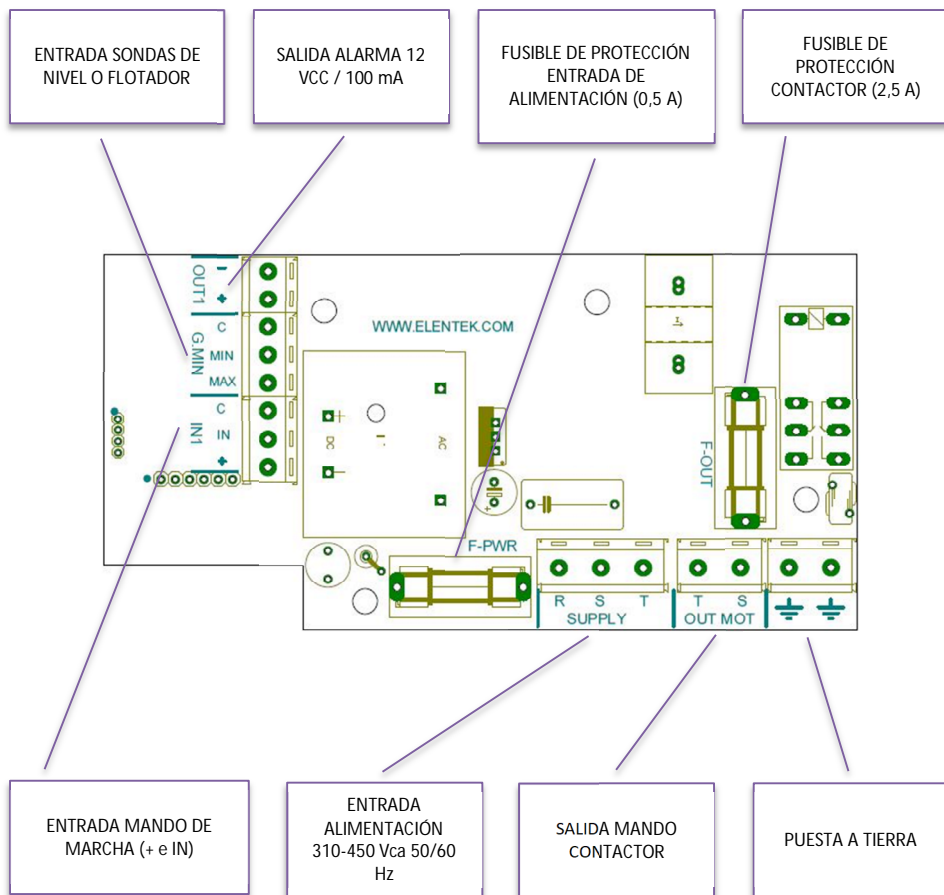 ENTRADA SONDAS DE
NIVEL O FLOTADOR
SALIDA ALARMA 12
VCC / 100 mA
FUSIBLE DE PROTECCIÓN
ENTRADA DE
ALIMENTACIÓN (0,5 A)
FUSIBLE DE
PROTECCIÓN
CONTACTOR (2,5 A)
OUT1
-
+
G.MIN
C
MIN
MAX
IN1
C
IN
+
WWW.ELENTEK.COM
DC
+
-
AC
+
F-OUT
F-PWR
R S T
SUPPLY
T S
OUT MOT
ENTRADA MANDO DE
MARCHA (+ e IN)
ENTRADA
ALIMENTACIÓN
310-450 Vca 50/60
Hz
SALIDA MANDO
CONTACTOR
PUESTA A TIERRA